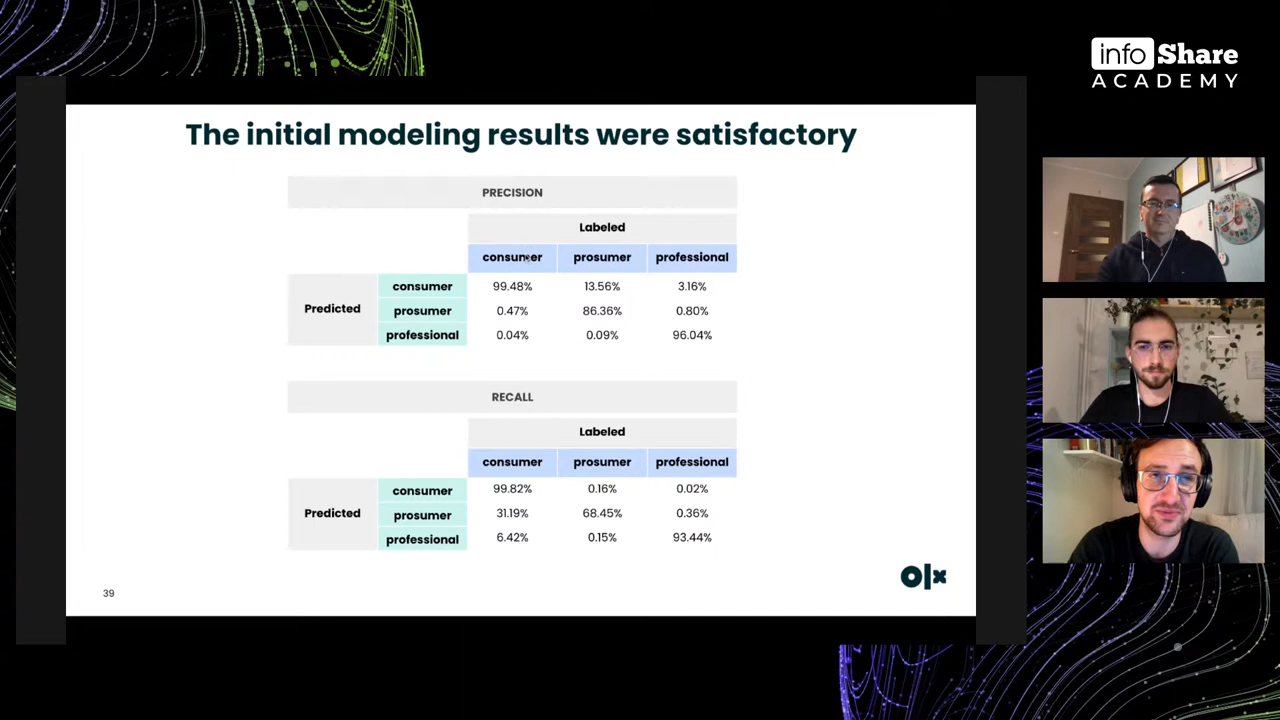 info Share
ACADEMY
The initial modeling results were satisfactory
PRECISION
Labeled
consumer prosumer professional
Predicted
consumer 99.48% 13.56% 3.16%
prosumer 0.47% 86.36% 0.80%
professional 0.04% 0.09% 96.04%
RECALL
Labeled
consumer prosumer professional
Predicted
consumer 99.82% 0.16% 0.02%
prosumer 31.19% 68.45% 0.36%
professional 6.42% 0.15% 93.44%
olx
39